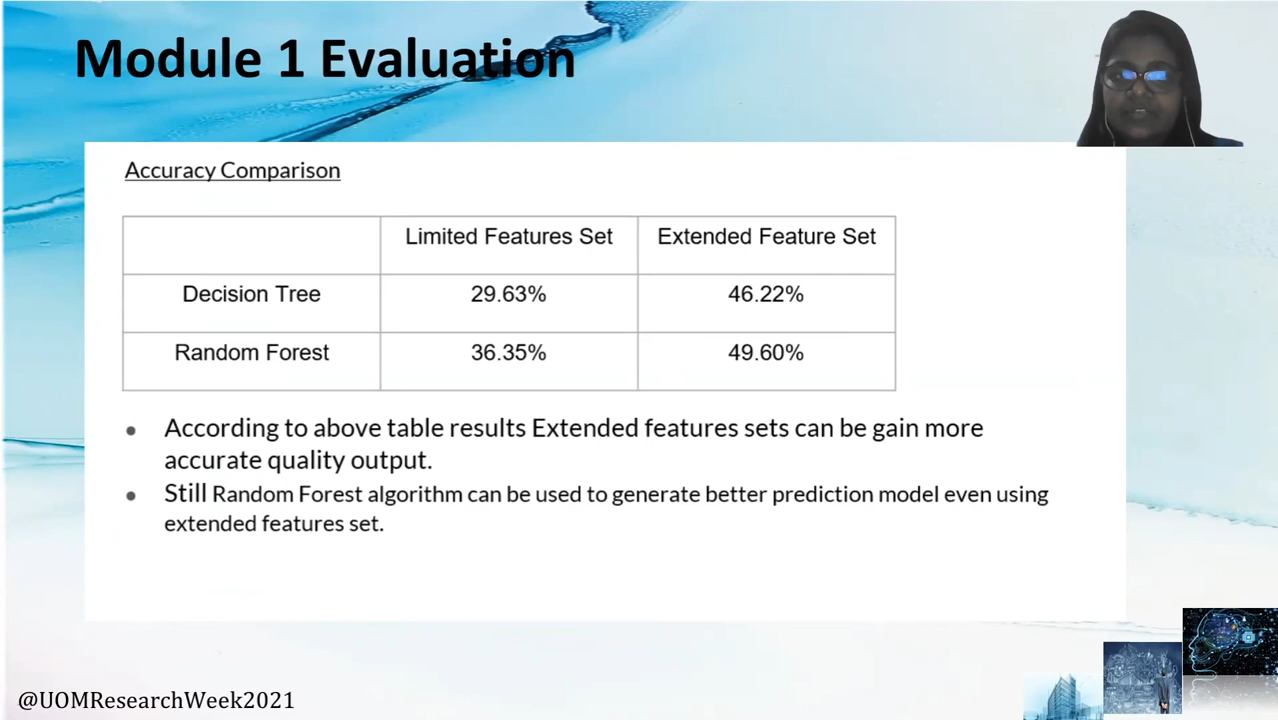 Module 1 Evaluation
Accuracy Comparison
Limited Features Set Extended Feature Set
Decision Tree 29.63% 46.22%
Random Forest 36.35% 49.60%
According to above table results Extended features sets can be gain more
accurate quality output.
Still Random Forest algorithm can be used to generate better prediction model even using
extended features set.
@UOMResearchWeek2021